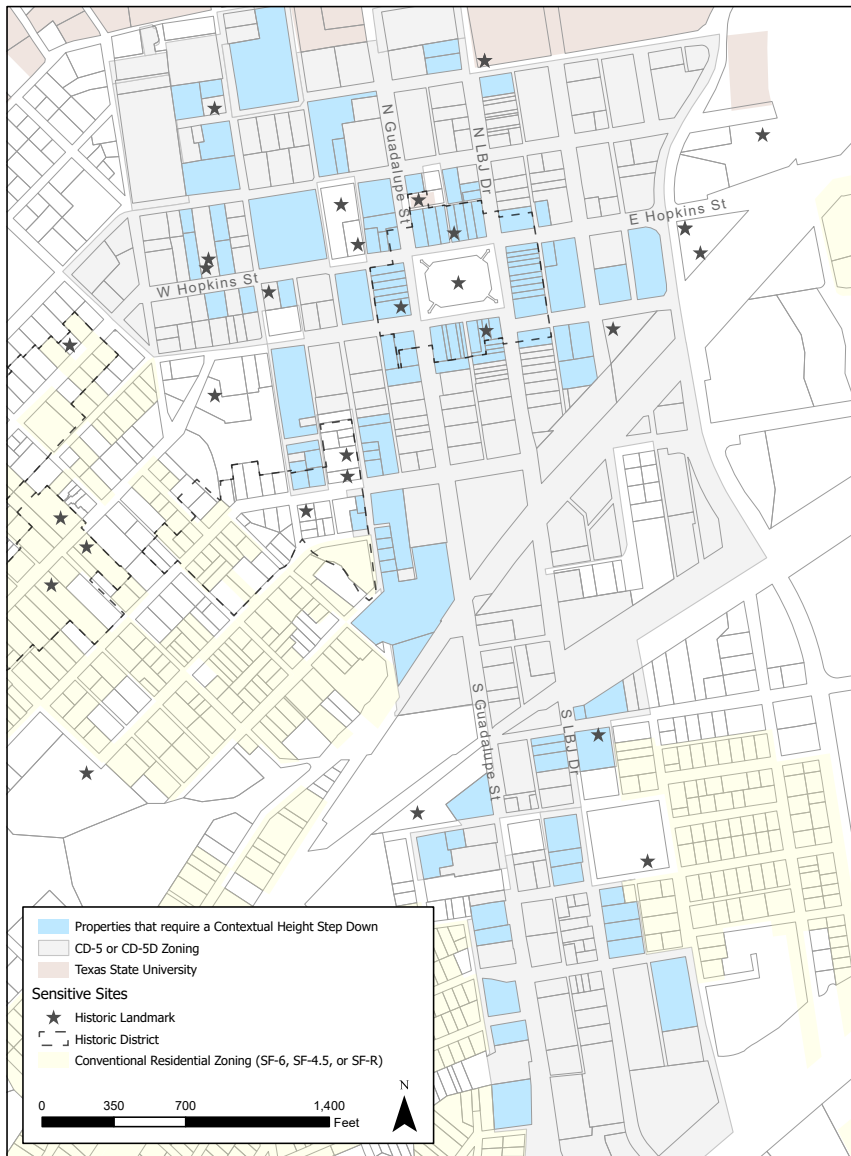 N Guadalupe St
N LBJ Dr
E Hopkins St
W Hopkins St
S Guadalupe St
S LBJ Dr
Properties that require a Contextual Height Step Down
CD-5 or CD-5D Zoning
Texas State University
Sensitive Sites
Historic Landmark
Historic District
Conventional Residential Zoning (SF-6, SF-4.5, or SF-R)
N
0 350 700 1,400
Feet